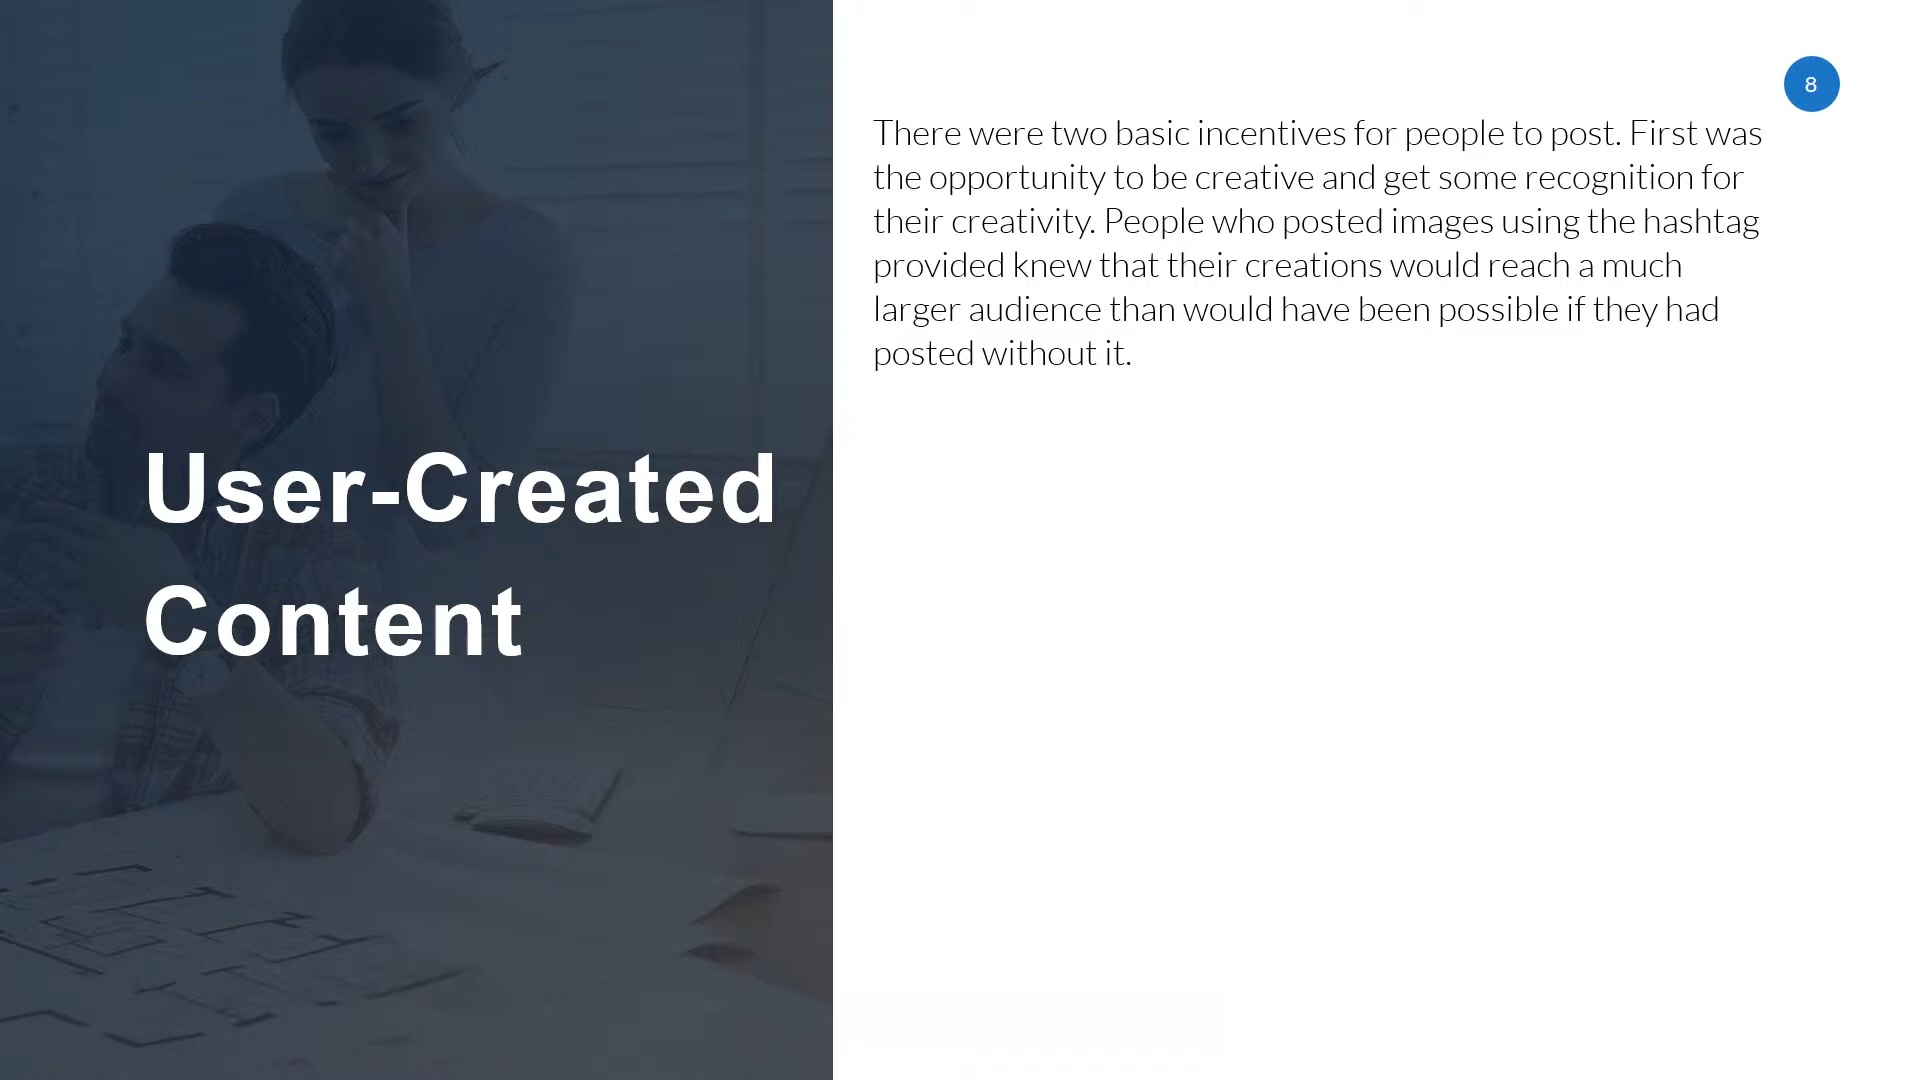 User-Created
Content
8
There were two basic incentives for people to post. First was
the opportunity to be creative and get some recognition for
their creativity. People who posted images using the hashtag
provided knew that their creations would reach a much
larger audience than would have been possible if they had
posted without it.